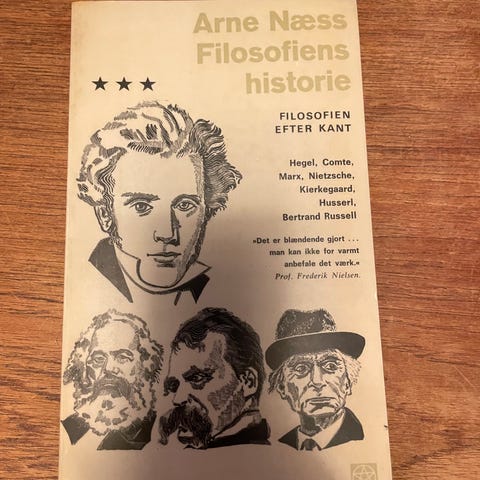 Arne Næss
Filosofiens
historie
★★★
FILOSOFIEN
EFTER KANT
Hegel, Comte,
Marx, Nietzsche,
Kierkegaard,
Husserl,
Bertrand Russell
»Det er blændende gjort . . .
man kan ikke for varmt
anbefale det værk.«
Prof. Frederik Nielsen.